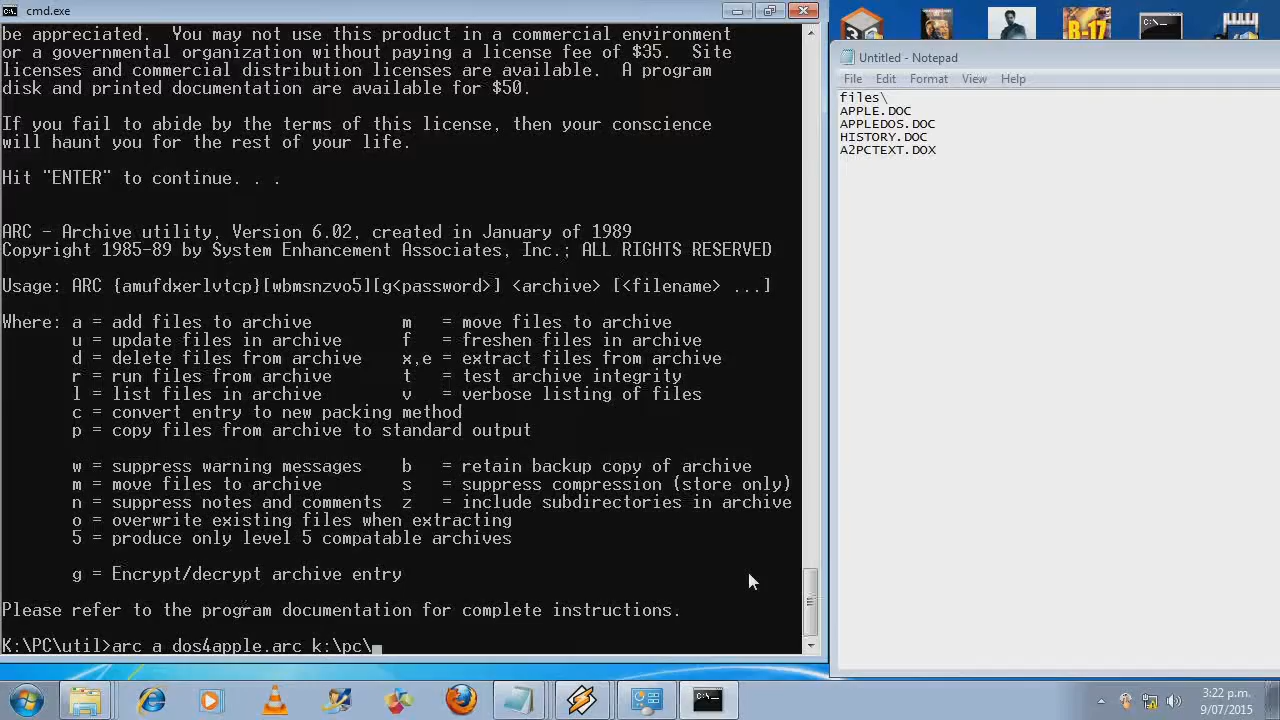 cmd.exe
be appreciated.  You may not use this product in a commercial environment
or a governmental organization without paying a license fee of $35.  Site
licenses and commercial distribution licenses are available.  A program
disk and printed documentation are available for $50.
If you fail to abide by the terms of this license, then your conscience
will haunt you for the rest of your life.
Hit "ENTER" to continue. . .
ARC - Archive utility, Version 6.02, created in January of 1989
Copyright 1985-89 by System Enhancement Associates, Inc.; ALL RIGHTS RESERVED
Usage: ARC {amufdxerlvtcp}[wbmsnzvo5][g<password>] <archive> [<filename> ...]
Where: a = add files to archive         m   = move files to archive
u = update files in archive      f   = freshen files in archive
d = delete files from archive    x,e = extract files from archive
r = run files from archive       t   = test archive integrity
l = list files in archive        v   = verbose listing of files
c = convert entry to new packing method
p = copy files from archive to standard output
w = suppress warning messages    b   = retain backup copy of archive
m = move files to archive        s   = suppress compression (store only)
n = suppress notes and comments  z   = include subdirectories in archive
o = overwrite existing files when extracting
5 = produce only level 5 compatable archives
g = Encrypt/decrypt archive entry
Please refer to the program documentation for complete instructions.
K:\PC\util>arc a dos4apple.arc k:\pc\
B-17
Untitled - Notepad
File Edit Format View Help
files\
APPLE.DOC
APPLEDOS.DOC
HISTORY.DOC
A2PCTEXT.DOX
3:22 p.m.
9/07/2015